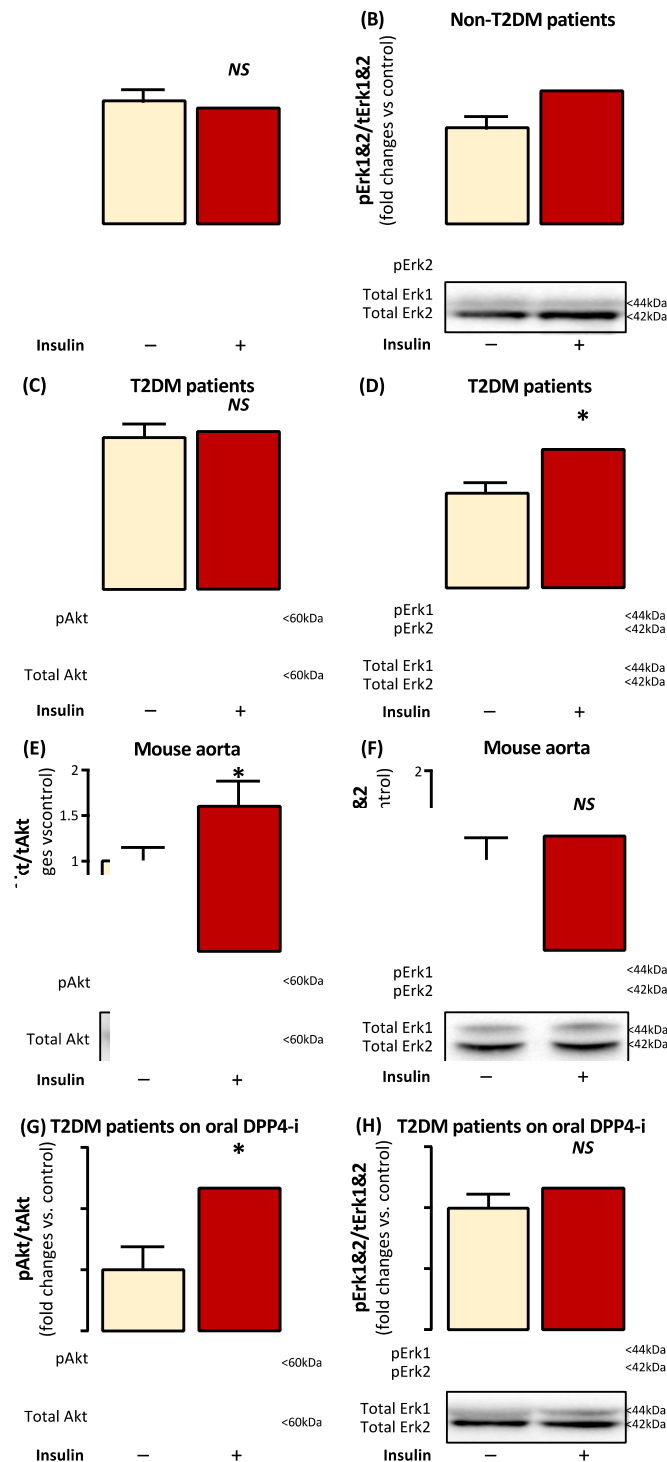 (B)
Non-T2DM patients
NS
pErk1&2/tErk1&2
(fold changes vs control)
pErk2
Total Erk1
Total Erk2
<44kDa
<42kDa
Insulin – +
Insulin – +
(C)
T2DM patients
NS
(D)
T2DM patients
*
pAkt
<60kDa
pErk1
pErk2
<44kDa
<42kDa
Total Akt
<60kDa
Total Erk1
Total Erk2
<44kDa
<42kDa
Insulin – +
Insulin – +
(E)
Mouse aorta
2
1.5
1
*
ges vscontrol)
(F)
Mouse aorta
2
NS
&2
pAkt
<60kDa
pErk1
pErk2
<44kDa
<42kDa
Total Akt
<60kDa
Total Erk1
Total Erk2
<44kDa
<42kDa
Insulin – +
Insulin – +
(G) T2DM patients on oral DPP4-i
*
pAkt/tAkt
(fold changes vs. control)
(H) T2DM patients on oral DPP4-i
NS
pErk1&2/tErk1&2
(fold changes vs. control)
pAkt
<60kDa
pErk1
pErk2
<44kDa
<42kDa
Total Akt
<60kDa
Total Erk1
Total Erk2
<44kDa
<42kDa
Insulin – +
Insulin – +